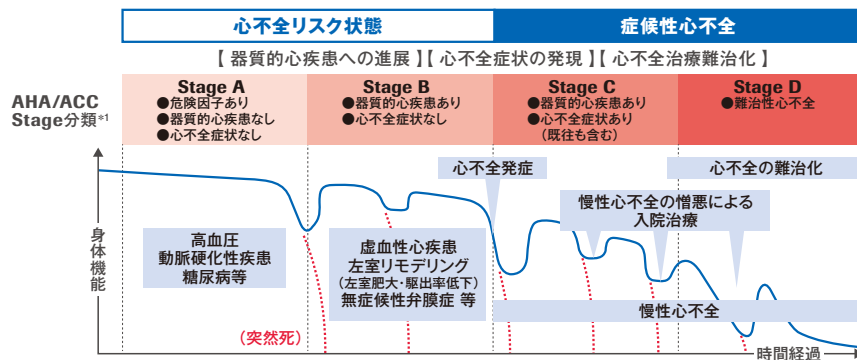 心不全リスク状態
症候性心不全
【 器質的心疾患への進展 】【 心不全症状の発現 】【 心不全治療難治化 】
AHA/ACC
Stage分類*1
Stage A
●危険因子あり
●器質的心疾患なし
●心不全症状なし
Stage B
●器質的心疾患あり
●心不全症状なし
Stage C
●器質的心疾患あり
●心不全症状あり
(既往も含む)
Stage D
●難治性心不全
身体機能
心不全発症
心不全の難治化
慢性心不全の憎悪による
入院治療
高血圧
動脈硬化性疾患
糖尿病等
虚血性心疾患
左室リモデリング
(左室肥大・駆出率低下)
無症候性弁膜症 等
慢性心不全
(突然死)
時間経過